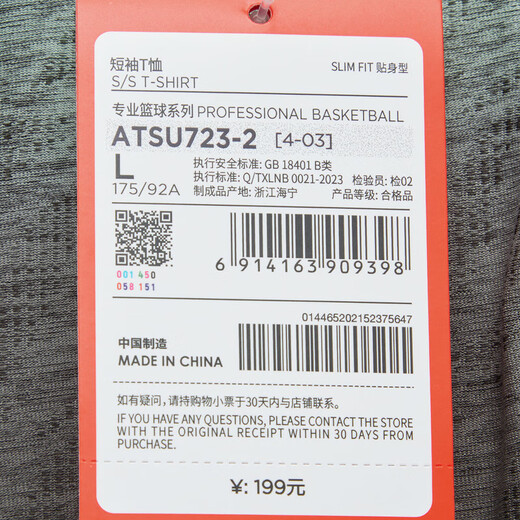 短袖T恤
SLIM FIT 贴身型
S/S T-SHIRT
专业篮球系列 PROFESSIONAL BASKETBALL
ATSU723-2 [4-03]
L
175/92A
执行安全标准: GB 18401 B类
执行标准: Q/TXLNB 0021-2023 检验员: 检02
制成品产地: 浙江海宁 产品等级: 合格品
6 914163 909398
001 450
058 151
014465202152375647
中国制造
MADE IN CHINA
如有疑问，请持购物小票于30天内与店铺联系。
IF YOU HAVE ANY QUESTIONS, PLEASE CONTACT THE STORE
WITH THE ORIGINAL RECEIPT WITHIN 30 DAYS FROM
PURCHASE.
¥: 199元